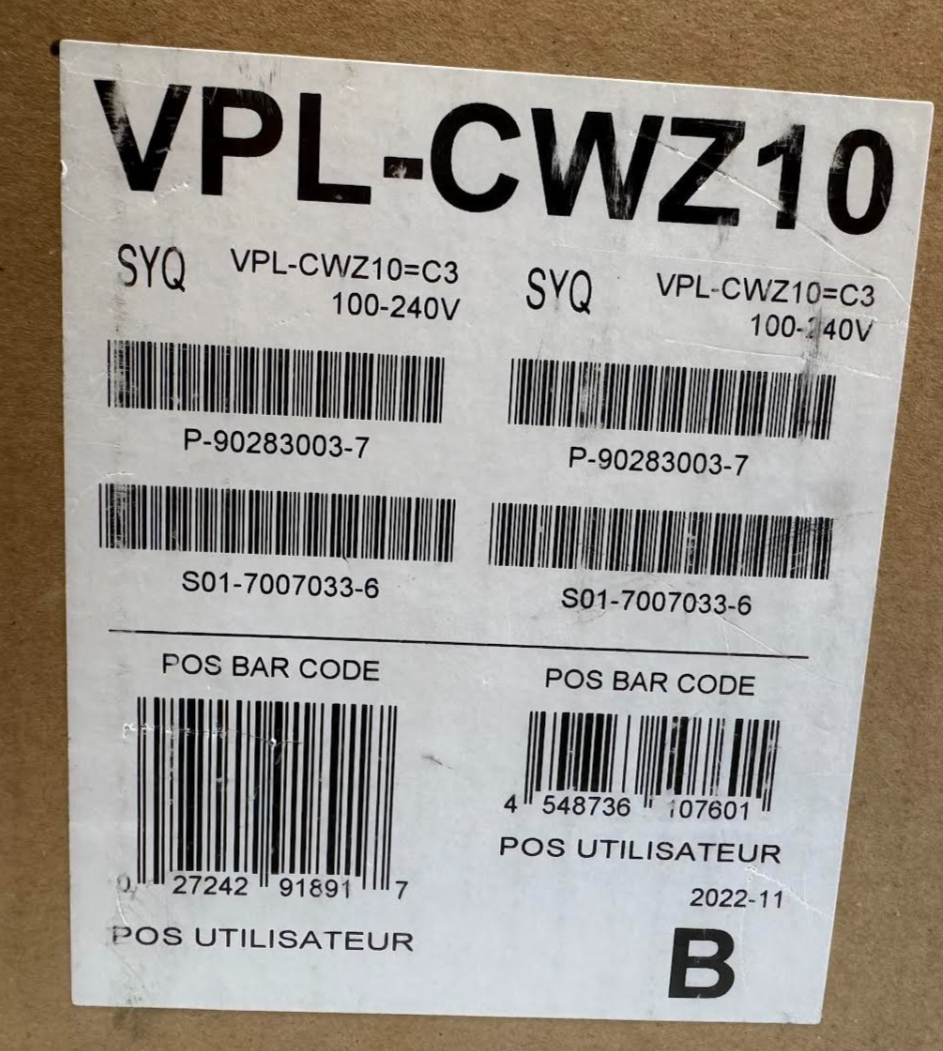 VPL-CWZ10
SYQ VPL-CWZ10=C3
100-240V
SYQ VPL-CWZ10=C3
100-240V
P-90283003-7
P-90283003-7
S01-7007033-6
S01-7007033-6
POS BAR CODE
0 27242 91891 7
POS UTILISATEUR
POS BAR CODE
4 548736 107601
POS UTILISATEUR
2022-11
B